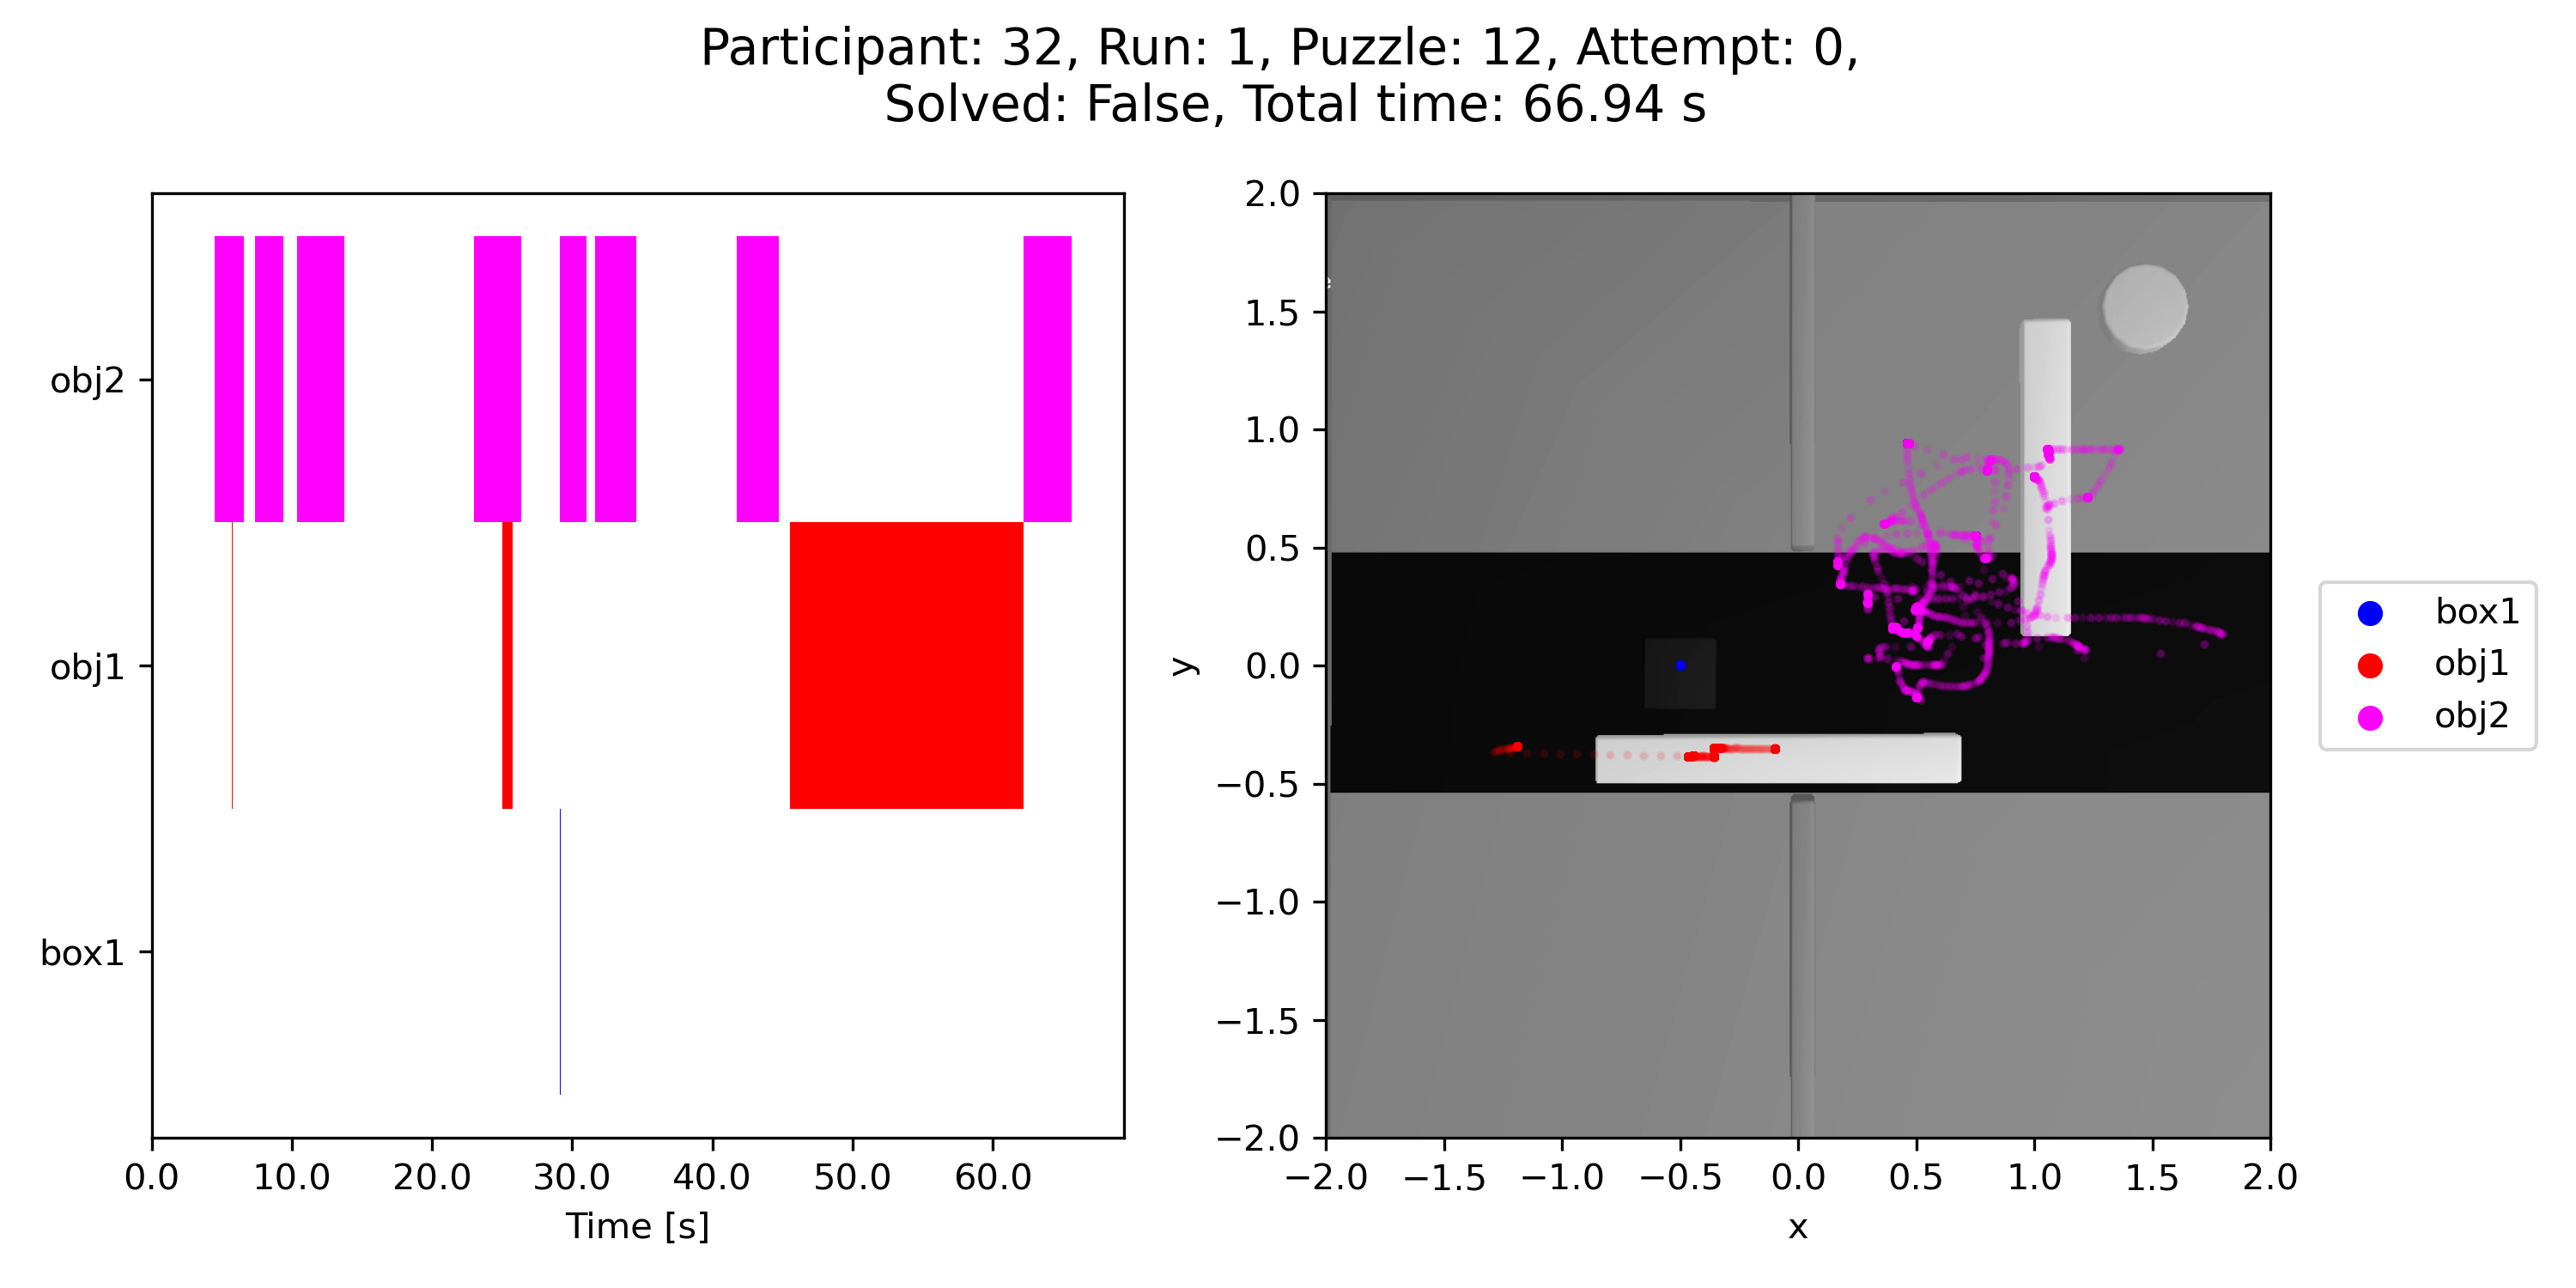 Participant: 32, Run: 1, Puzzle: 12, Attempt: 0,
Solved: False, Total time: 66.94 s
obj2
obj1
box1
0.0 10.0 20.0 30.0 40.0 50.0 60.0
Time [s]
2.0
1.5
1.0
0.5
0.0
−0.5
−1.0
−1.5
−2.0
y
−2.0 −1.5 −1.0 −0.5 0.0 0.5 1.0 1.5 2.0
x
box1
obj1
obj2